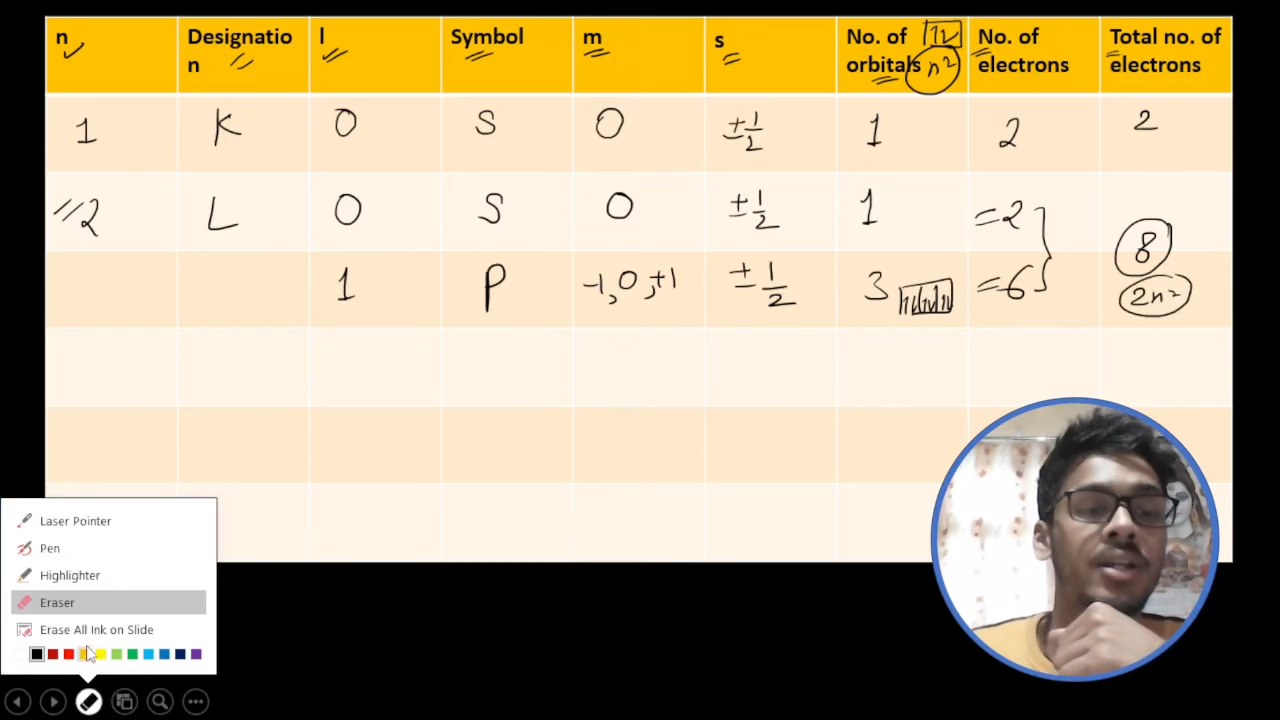 n Designatio l Symbol m s No. of 1L No. of Total no. of
n orbitals n² electrons electrons
1 K 0 S 0 ±1/2 1 2 2
2 L 0 S 0 ±1/2 1 =2 8
1 P -1, 0, +1 ±1/2 3 =6 2n²
Laser Pointer
Pen
Highlighter
Eraser
Erase All Ink on Slide